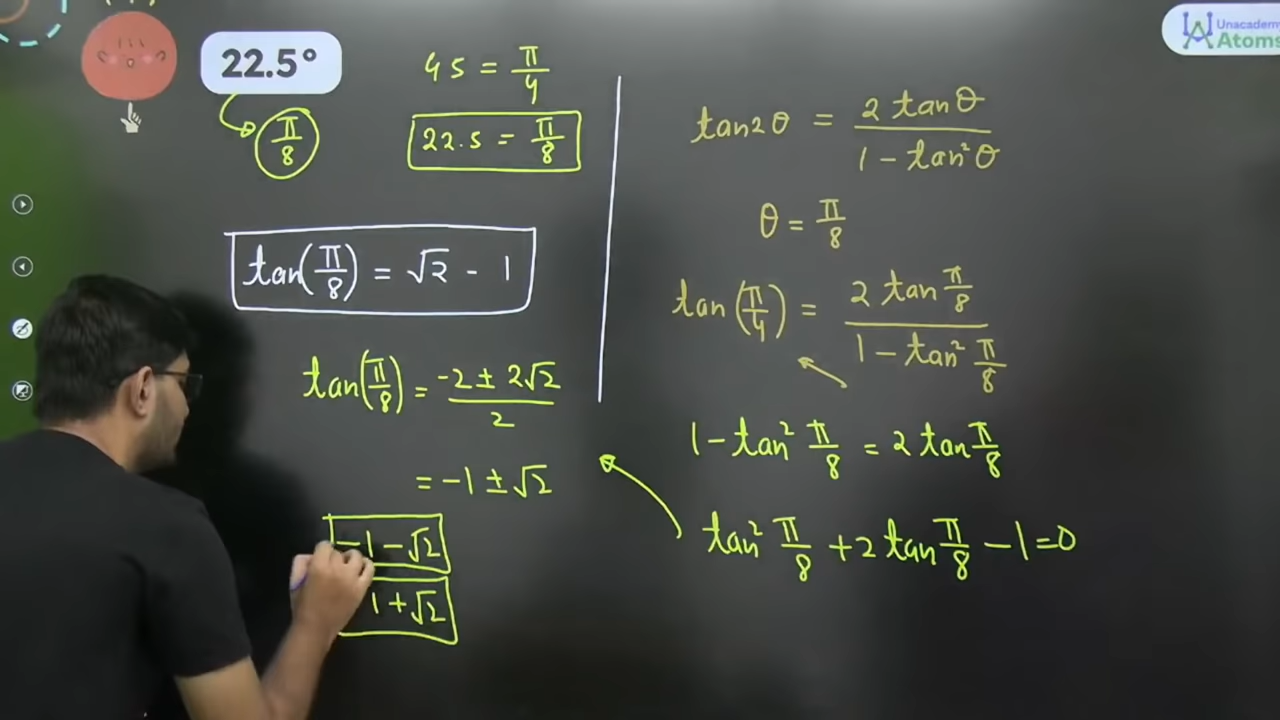 22.5°
π/8
45 = π/4
22.5 = π/8
tan(π/8) = √2 - 1
tan(π/8) = -2 ± 2√2 / 2
= -1 ± √2
-1 - √2
1 + √2
Unacademy
Atoms
tan2θ = 2 tanθ / 1 - tan²θ
θ = π/8
tan(π/4) = 2 tan π/8 / 1 - tan² π/8
1 - tan² π/8 = 2 tan π/8
tan² π/8 + 2 tan π/8 - 1 = 0